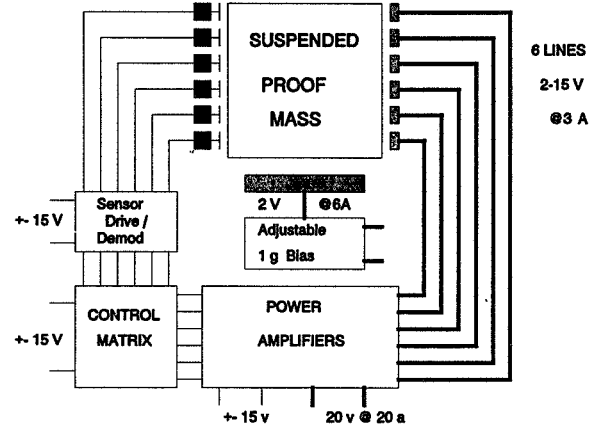 SUSPENDED
PROOF
MASS
6 LINES
2-15 V
@3 A
Sensor
Drive /
Demod
+- 15 V
2 V @6A
Adjustable
1 g Bias
CONTROL
MATRIX
+- 15 V
POWER
AMPLIFIERS
+- 15 v 20 v @ 20 a